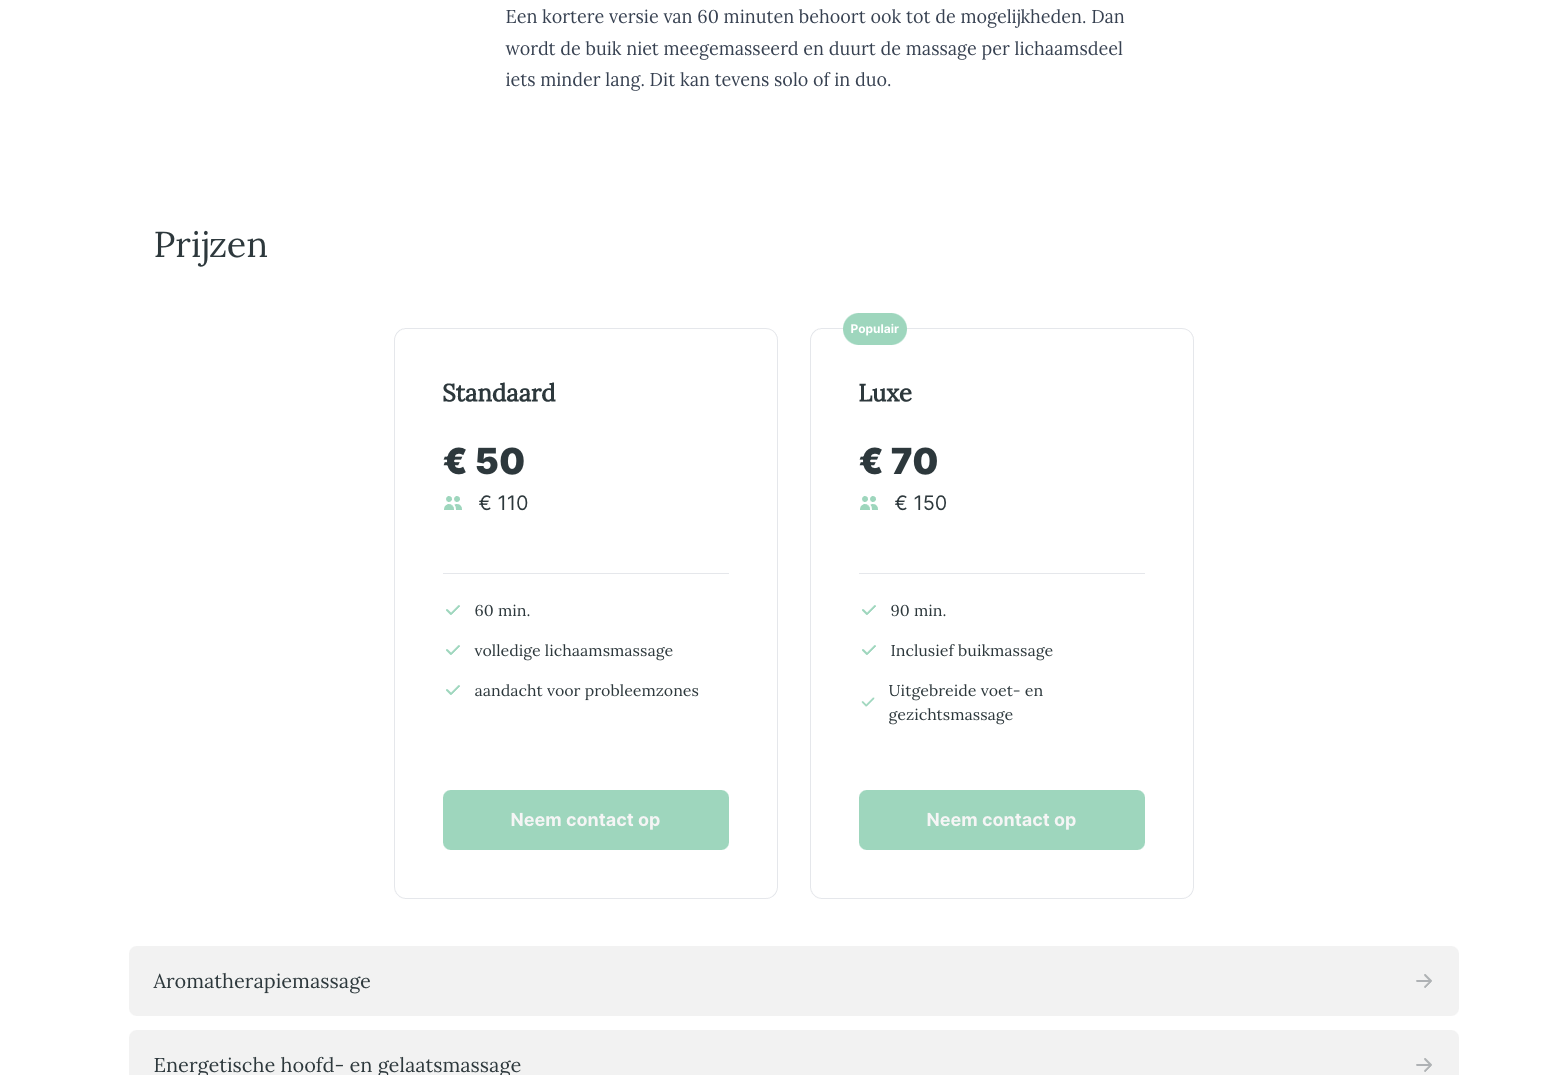 Een kortere versie van 60 minuten behoort ook tot de mogelijkheden. Dan
wordt de buik niet meegemasseerd en duurt de massage per lichaamsdeel
iets minder lang. Dit kan tevens solo of in duo.
Prijzen
Standaard
€ 50
€ 110
60 min.
volledige lichaamsmassage
aandacht voor probleemzones
Neem contact op
Populair
Luxe
€ 70
€ 150
90 min.
Inclusief buikmassage
Uitgebreide voet- en
gezichtsmassage
Neem contact op
Aromatherapiemassage
Energetische hoofd- en gelaatsmassage